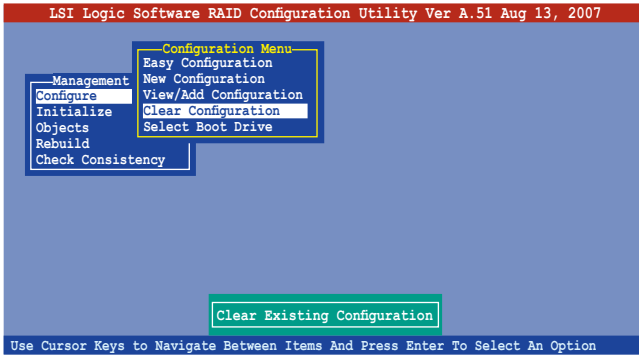 LSI Logic Software RAID Configuration Utility Ver A.51 Aug 13, 2007
Configuration Menu
Easy Configuration
New Configuration
View/Add Configuration
Clear Configuration
Select Boot Drive
Management
Configure
Initialize
Objects
Rebuild
Check Consistency
Clear Existing Configuration
Use Cursor Keys to Navigate Between Items And Press Enter To Select An Option